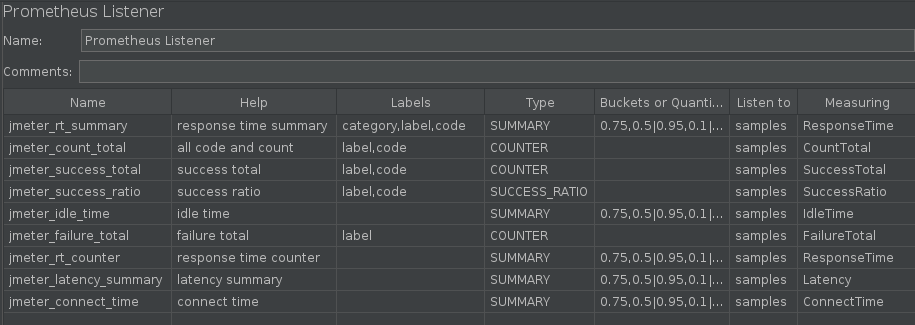 Prometheus Listener
Name: Prometheus Listener
Comments:
Name Help Labels Type Buckets or Quanti... Listen to Measuring
jmeter_rt_summary response time summary category,label,code SUMMARY 0.75,0.5|0.95,0.1|... samples ResponseTime
jmeter_count_total all code and count label,code COUNTER samples CountTotal
jmeter_success_total success total label,code COUNTER samples SuccessTotal
jmeter_success_ratio success ratio label,code SUCCESS_RATIO samples SuccessRatio
jmeter_idle_time idle time SUMMARY 0.75,0.5|0.95,0.1|... samples IdleTime
jmeter_failure_total failure total label COUNTER samples FailureTotal
jmeter_rt_counter response time counter SUMMARY 0.75,0.5|0.95,0.1|... samples ResponseTime
jmeter_latency_summary latency summary SUMMARY 0.75,0.5|0.95,0.1|... samples Latency
jmeter_connect_time connect time SUMMARY 0.75,0.5|0.95,0.1|... samples ConnectTime